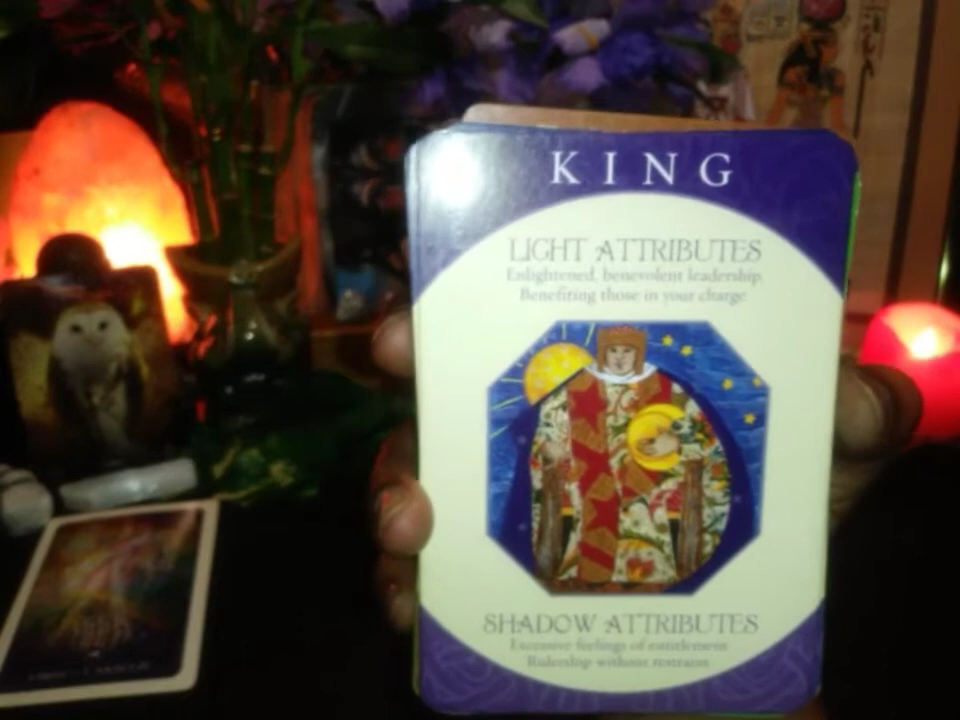 KING
LIGHT ATTRIBUTES
Enlightened, benevolent leadership.
Benefiting those in your charge
SHADOW ATTRIBUTES
Excessive feelings of entitlement
Rulership without restraint